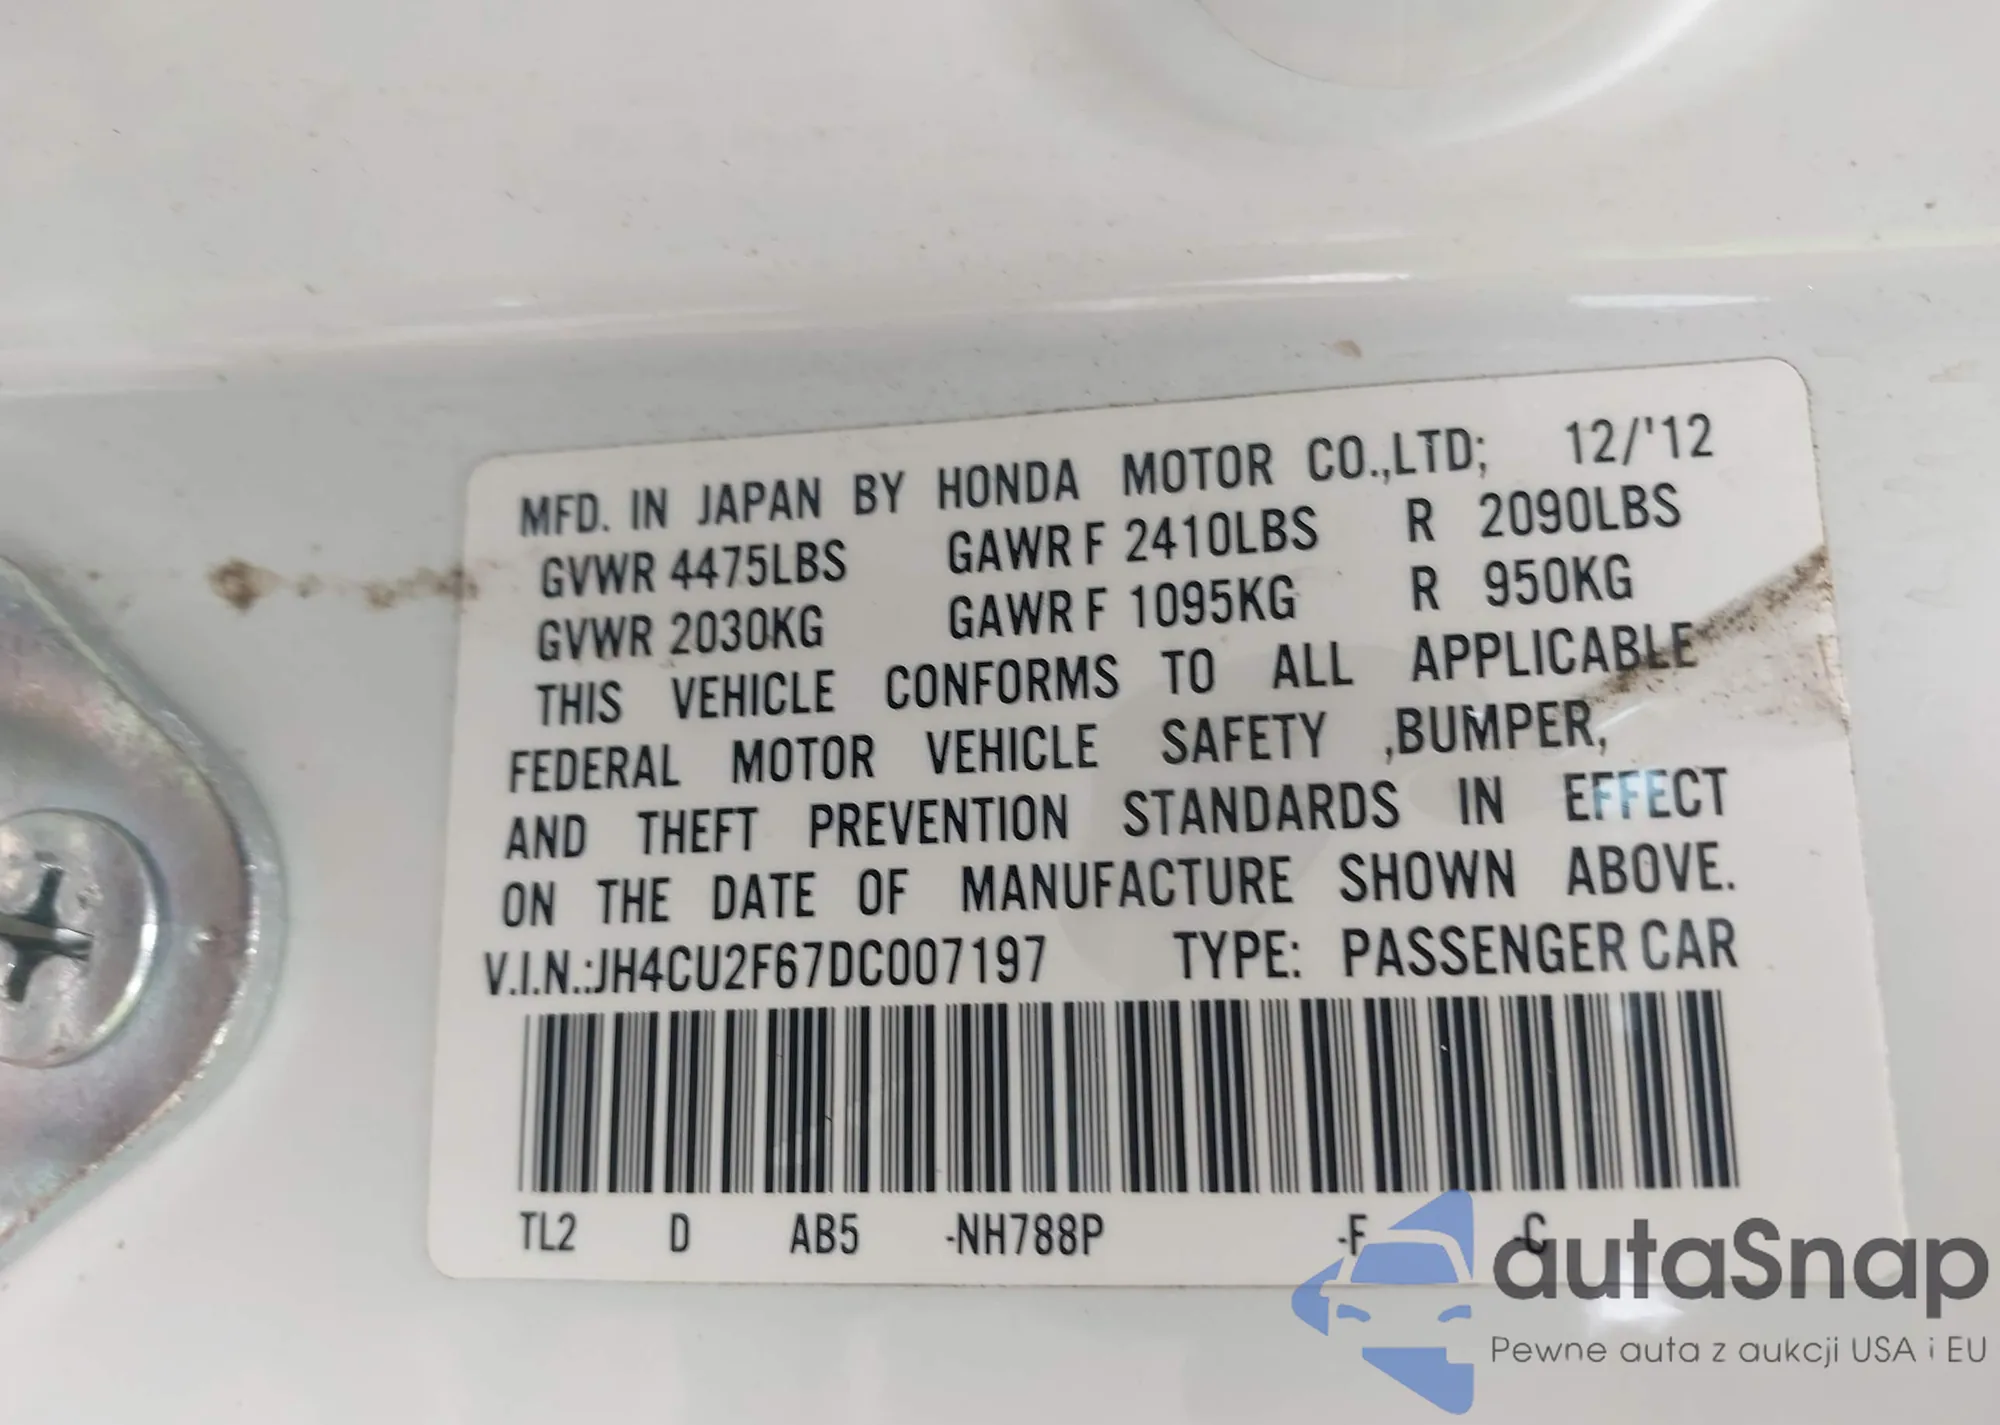 MFD. IN JAPAN BY HONDA MOTOR CO.,LTD; 12/'12
GVWR 4475LBS GAWR F 2410LBS R 2090LBS
GVWR 2030KG GAWR F 1095KG R 950KG
THIS VEHICLE CONFORMS TO ALL APPLICABLE
FEDERAL MOTOR VEHICLE SAFETY ,BUMPER,
AND THEFT PREVENTION STANDARDS IN EFFECT
ON THE DATE OF MANUFACTURE SHOWN ABOVE.
V.I.N.:JH4CU2F67DC007197 TYPE: PASSENGER CAR
TL2 D AB5 -NH788P -F -C
autaSnap
Pewne auta z aukcji USA i EU